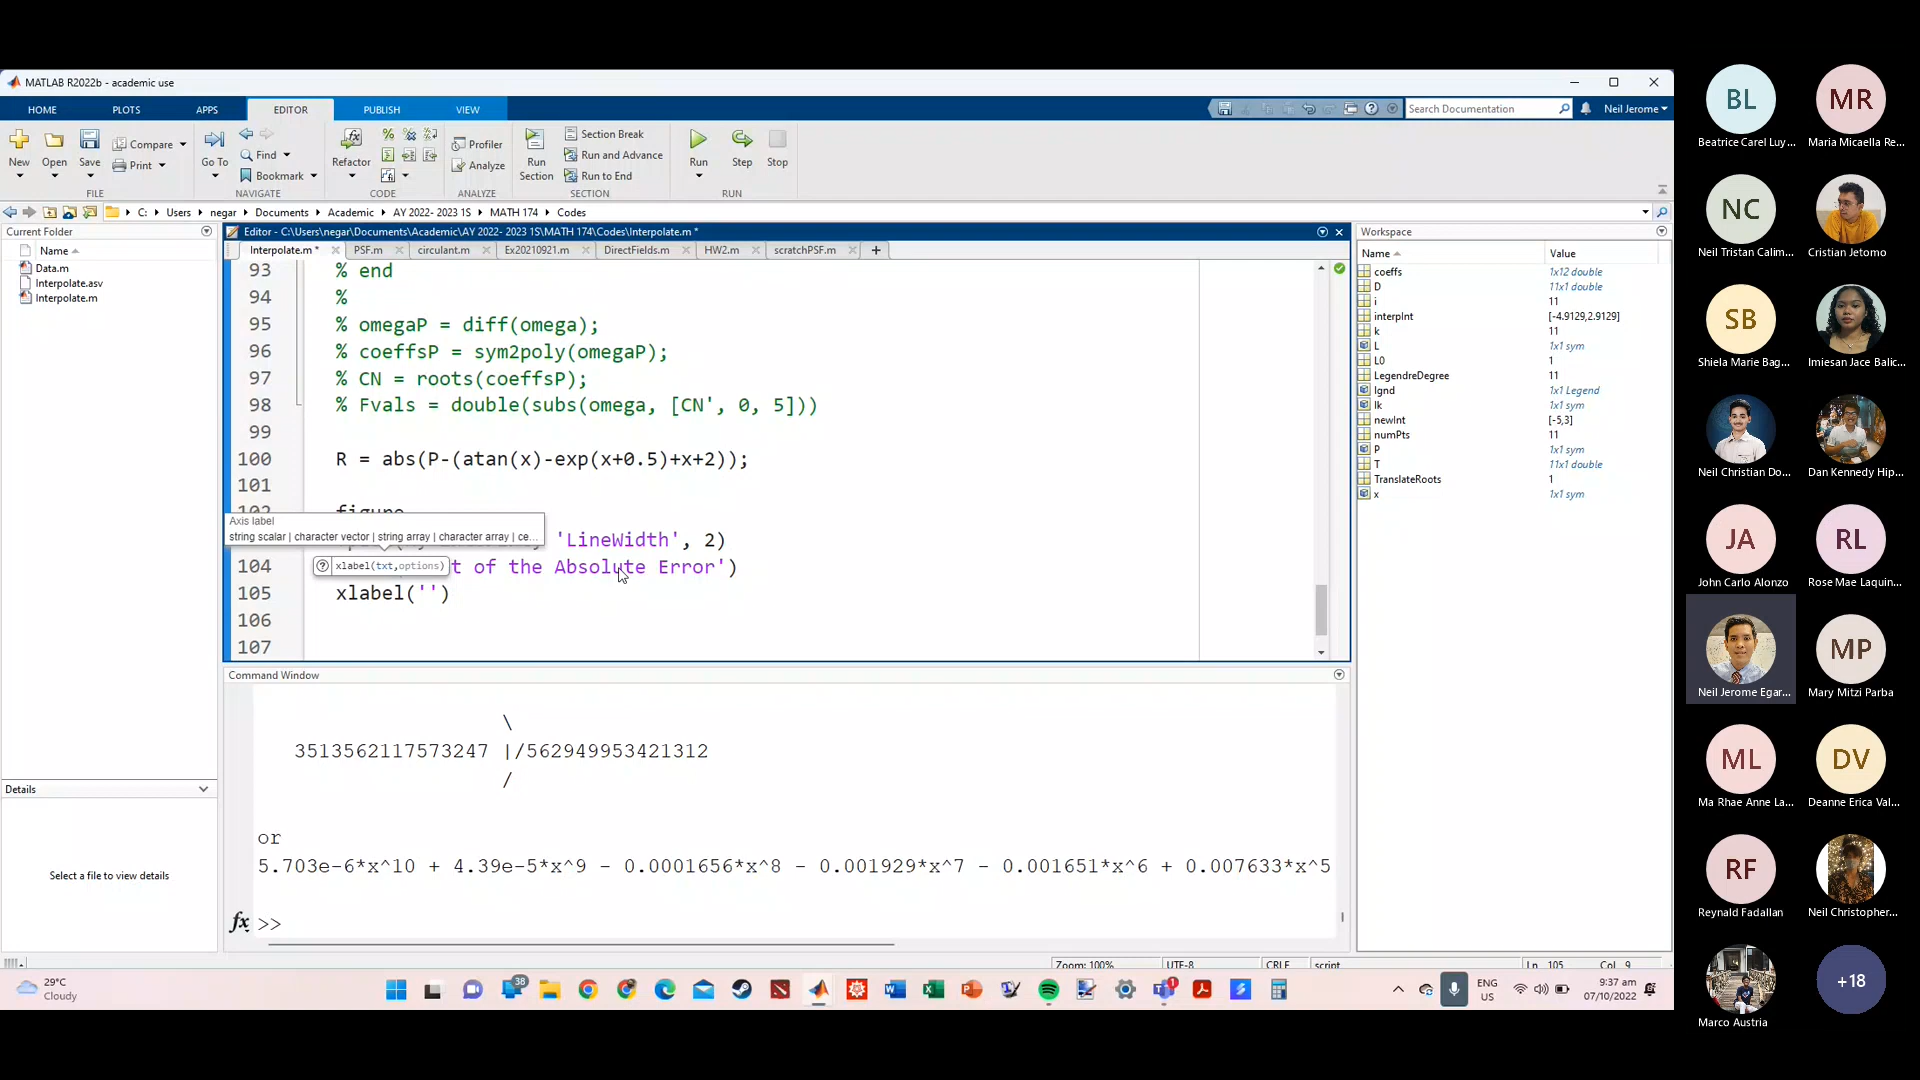 MATLAB R2022b - academic use
HOME PLOTS APPS EDITOR PUBLISH VIEW
Search Documentation
Neil Jerome
New Open Save Compare Print
FILE
Go To Find Bookmark
NAVIGATE
Refactor
CODE
Profiler Analyze
ANALYZE
Run Section
Section Break
Run and Advance
Run to End
SECTION
Run Step Stop
RUN
C: Users negar Documents Academic AY 2022- 2023 1S MATH 174 Codes
Current Folder
Name
Data.m
Interpolate.asv
Interpolate.m
Details
Select a file to view details
Editor - C:\Users\negar\Documents\Academic\AY 2022- 2023 1S\MATH 174\Codes\Interpolate.m *
Interpolate.m * PSF.m circulant.m Ex20210921.m DirectFields.m HW2.m scratchPSF.m +
93 % end
94 %
95 % omegaP = diff(omega);
96 % coeffsP = sym2poly(omegaP);
97 % CN = roots(coeffsP);
98 % Fvals = double(subs(omega, [CN', 0, 5]))
99
100 R = abs(P-(atan(x)-exp(x+0.5)+x+2));
101
102 figure
Axis label
string scalar | character vector | string array | character array | ce...
'LineWidth', 2)
xlabel(txt,options)
104 t of the Absolute Error')
105 xlabel('')
106
107
Command Window
\
3513562117573247 |/562949953421312
/
or
5.703e-6*x^10 + 4.39e-5*x^9 - 0.0001656*x^8 - 0.001929*x^7 - 0.001651*x^6 + 0.007633*x^5
fx >>
Zoom: 100% UTF-8 CRLF script Ln 105 Col 9
Workspace
Name Value
coeffs 1x12 double
D 11x1 double
i 11
interpInt [-4.9129,2.9129]
k 11
L 1x1 sym
L0 1
LegendreDegree 11
lgnd 1x1 Legend
lk 1x1 sym
newInt [-5,3]
numPts 11
P 1x1 sym
T 11x1 double
TranslateRoots 1
x 1x1 sym
29°C
Cloudy
38
1
ENG
US
9:37 am
07/10/2022
BL MR
Beatrice Carel Luy... Maria Micaella Re...
NC
Neil Tristan Calim... Cristian Jetomo
SB
Shiela Marie Bag... Imiesan Jace Balic...
Neil Christian Do... Dan Kennedy Hip...
JA RL
John Carlo Alonzo Rose Mae Laquin...
MP
Neil Jerome Egar... Mary Mitzi Parba
ML DV
Ma Rhae Anne La... Deanne Erica Val...
RF
Reynald Fadallan Neil Christopher...
+18
Marco Austria